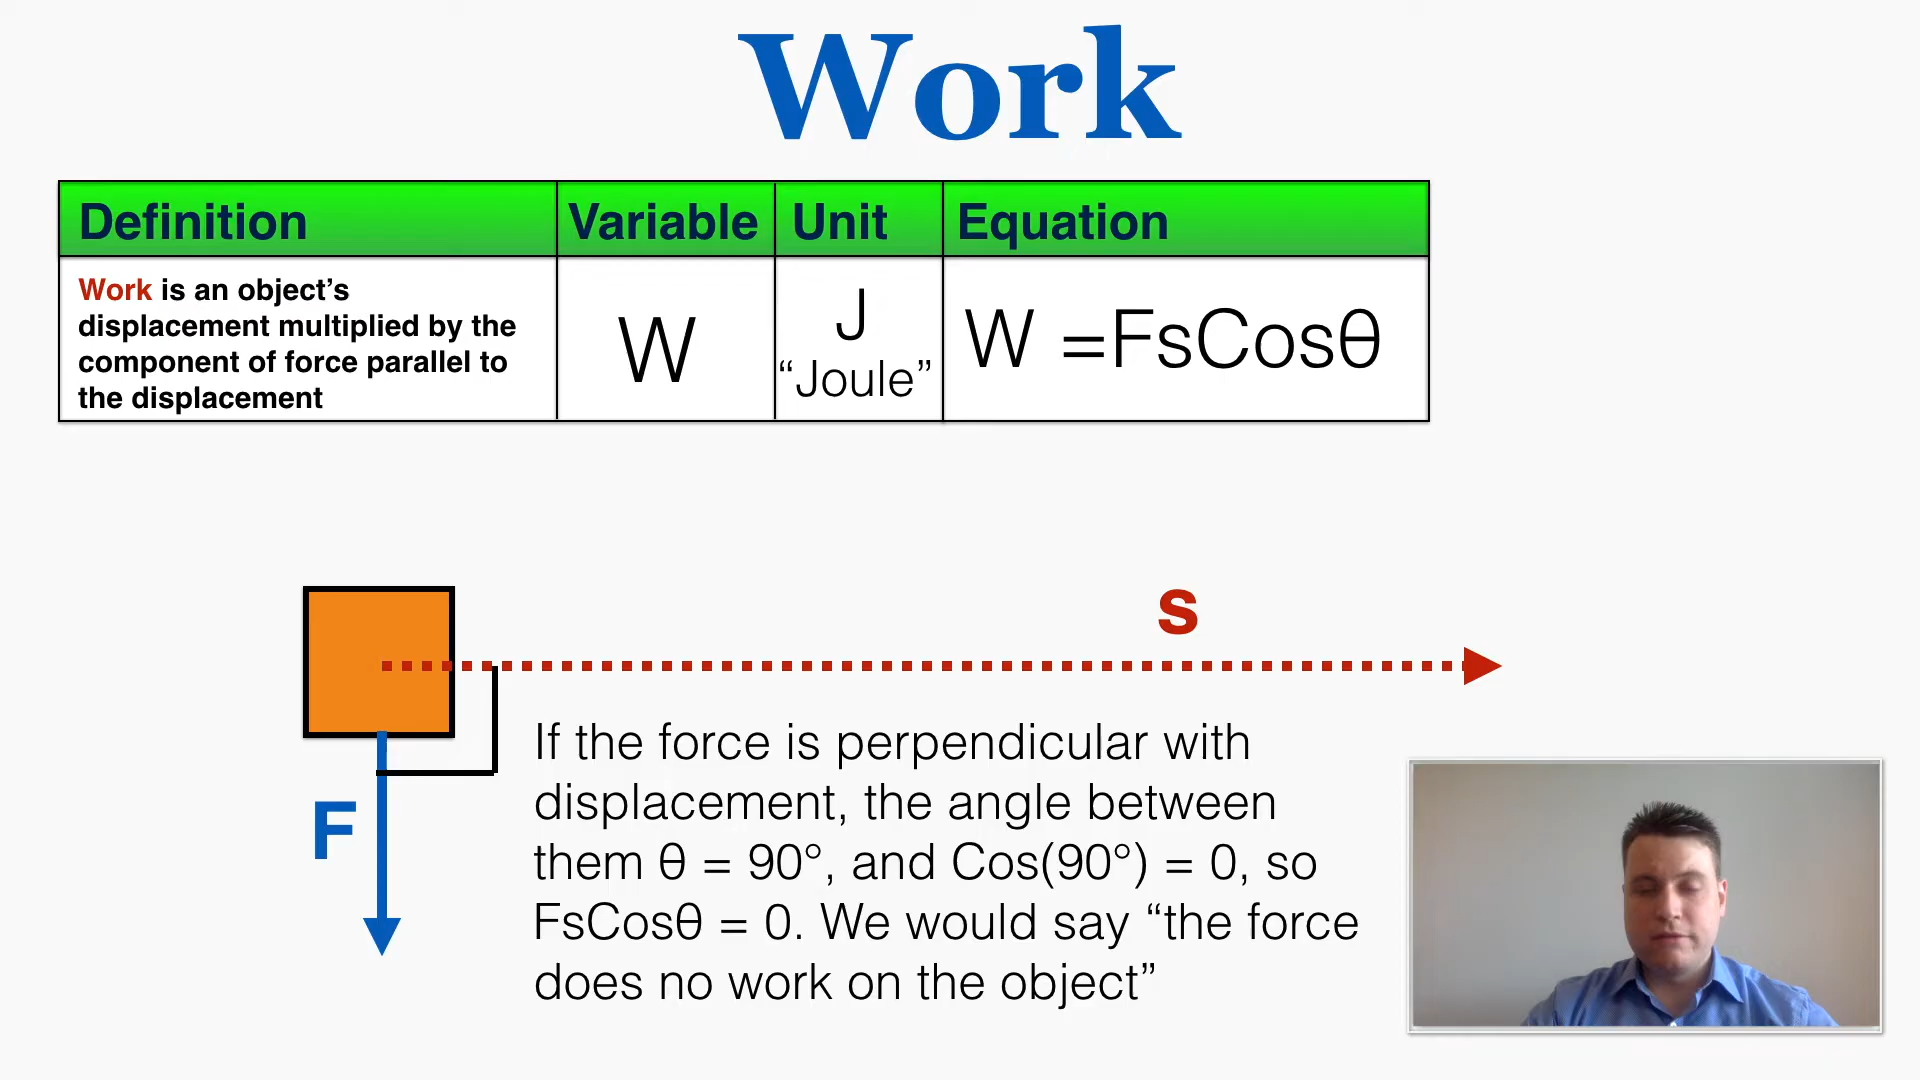 Work
Definition
Variable
Unit
Equation
Work is an object’s
displacement multiplied by the
component of force parallel to
the displacement
W
J
“Joule”
W =FsCosθ
s
F
If the force is perpendicular with
displacement, the angle between
them θ = 90°, and Cos(90°) = 0, so
FsCosθ = 0. We would say “the force
does no work on the object”